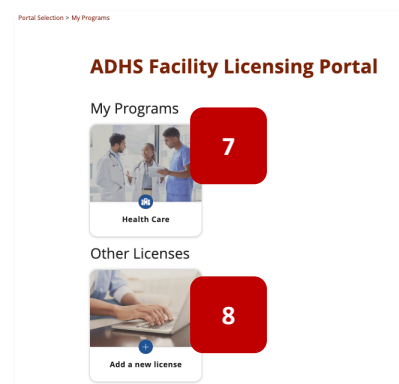 Portal Selection > My Programs
ADHS Facility Licensing Portal
My Programs
7
Health Care
Other Licenses
8
Add a new license